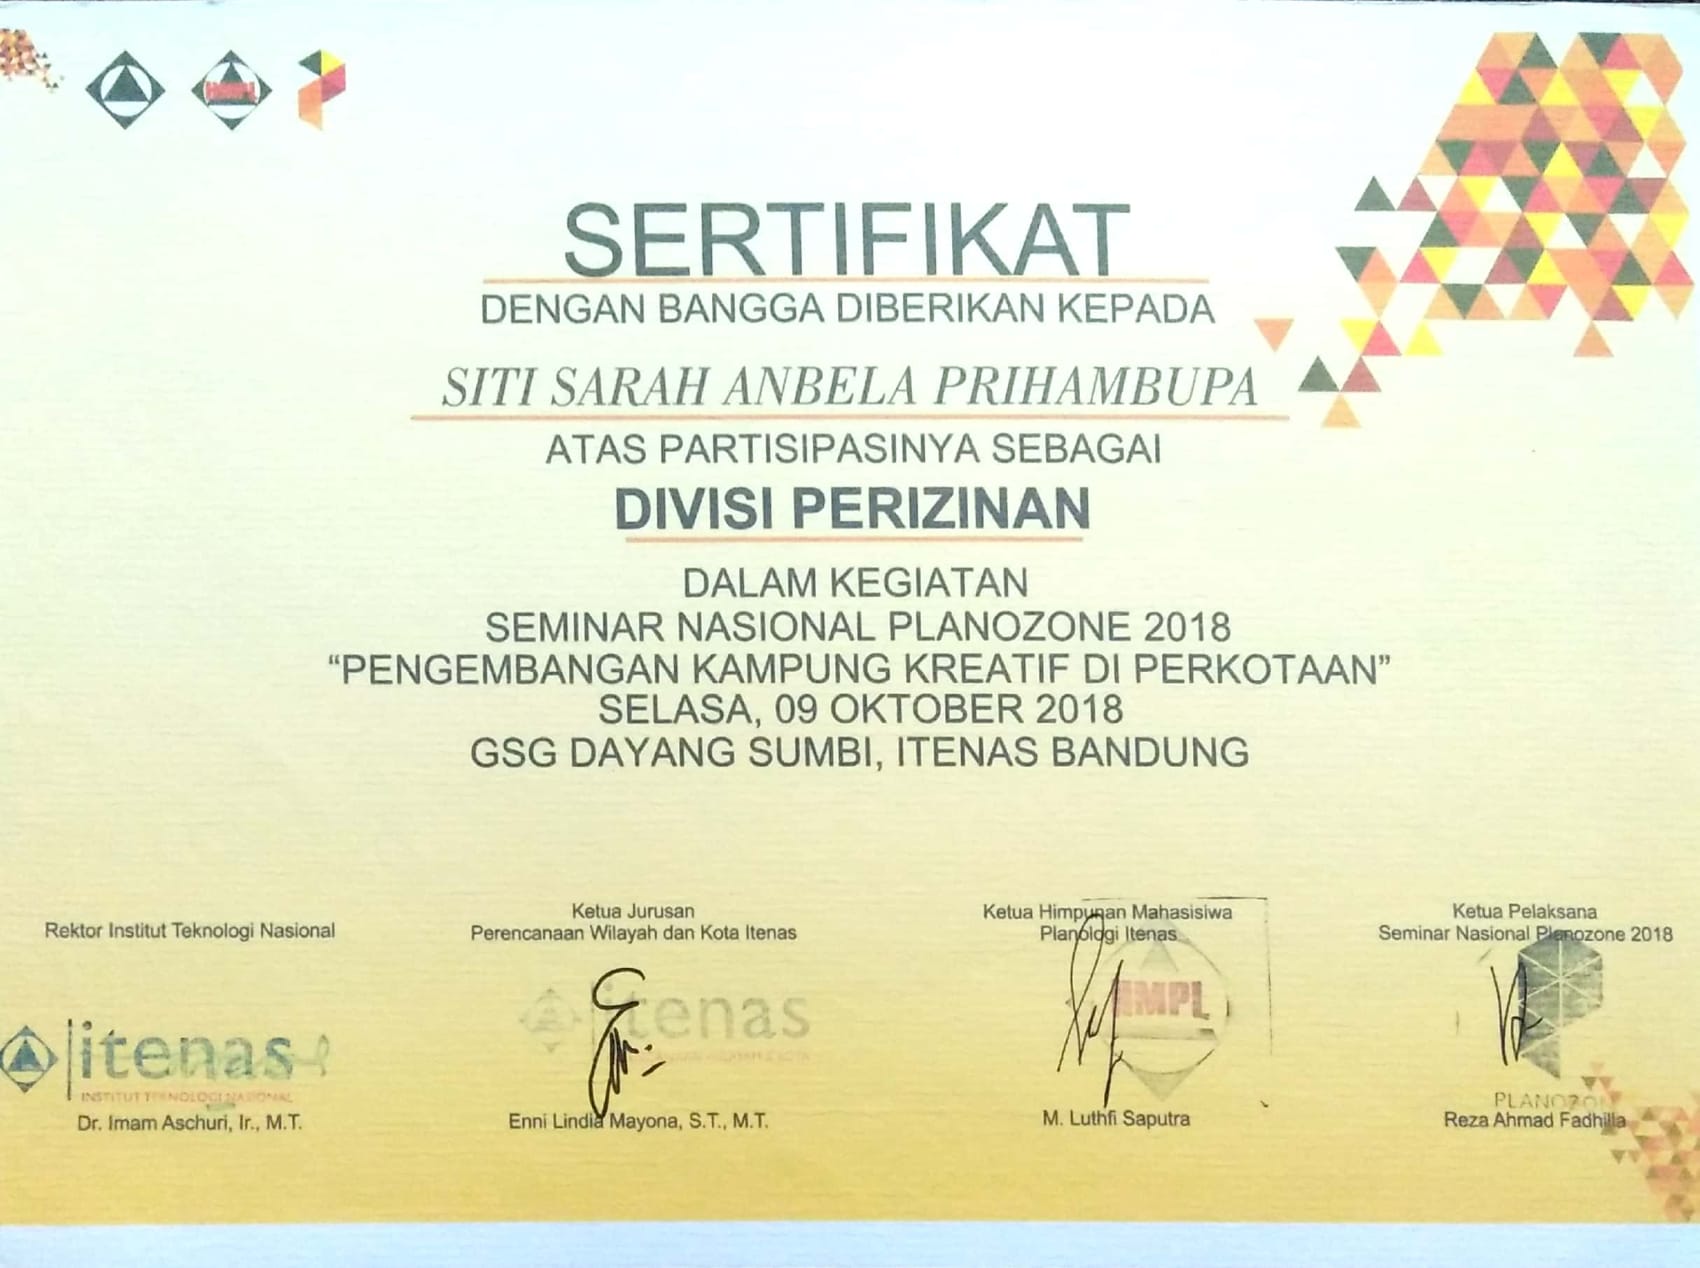 HMPL
SERTIFIKAT
DENGAN BANGGA DIBERIKAN KEPADA
SITI SARAH ANBELA PRIHAMBUPA
ATAS PARTISIPASINYA SEBAGAI
DIVISI PERIZINAN
DALAM KEGIATAN
SEMINAR NASIONAL PLANOZONE 2018
“PENGEMBANGAN KAMPUNG KREATIF DI PERKOTAAN”
SELASA, 09 OKTOBER 2018
GSG DAYANG SUMBI, ITENAS BANDUNG
Rektor Institut Teknologi Nasional
itenas
INSTITUT TEKNOLOGI NASIONAL
Dr. Imam Aschuri, Ir., M.T.
Ketua Jurusan
Perencanaan Wilayah dan Kota Itenas
itenas
Enni Lindia Mayona, S.T., M.T.
Ketua Himpunan Mahasisiwa
Planologi Itenas
HMPL
M. Luthfi Saputra
Ketua Pelaksana
Seminar Nasional Planozone 2018
Reza Ahmad Fadhilla